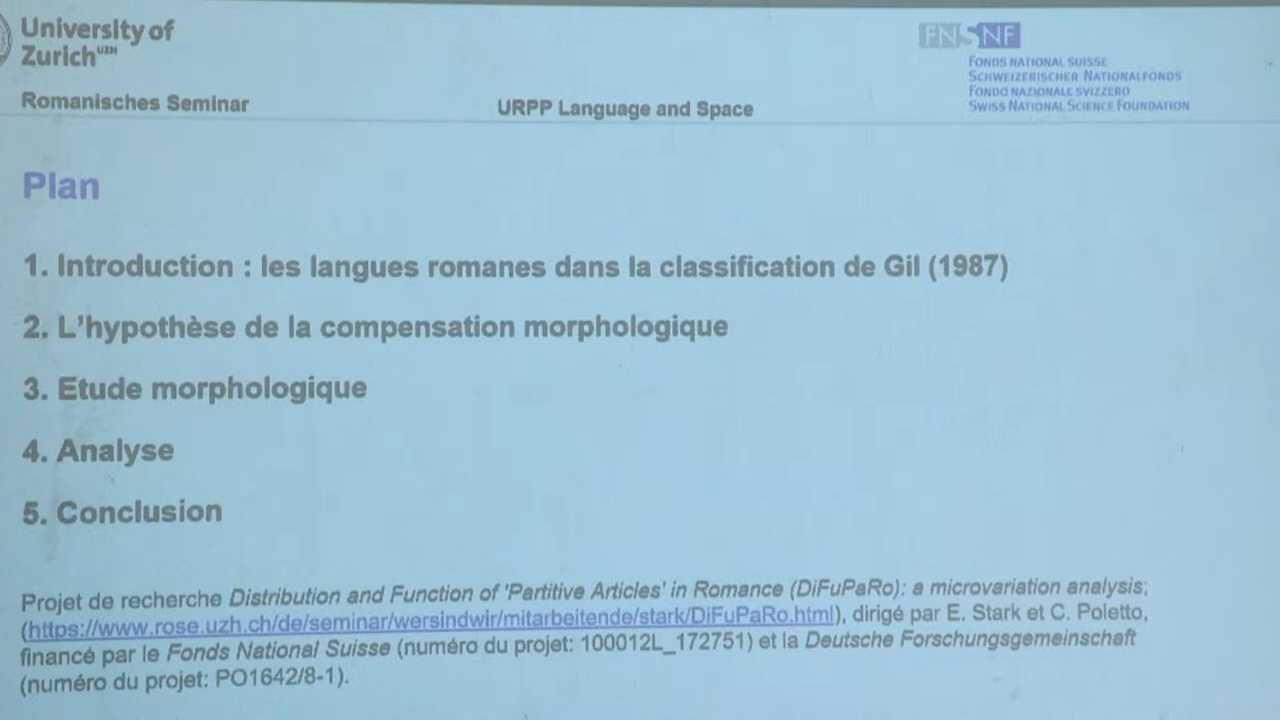 University of
Zurich UZH
FNSNF
FONDS NATIONAL SUISSE
SCHWEIZERISCHER NATIONALFONDS
FONDO NAZIONALE SVIZZERO
SWISS NATIONAL SCIENCE FOUNDATION
Romanisches Seminar
URPP Language and Space
Plan
1. Introduction : les langues romanes dans la classification de Gil (1987)
2. L'hypothèse de la compensation morphologique
3. Etude morphologique
4. Analyse
5. Conclusion
Projet de recherche Distribution and Function of 'Partitive Articles' in Romance (DiFuPaRo): a microvariation analysis;
(https://www.rose.uzh.ch/de/seminar/wersindwir/mitarbeitende/stark/DiFuPaRo.html), dirigé par E. Stark et C. Poletto,
financé par le Fonds National Suisse (numéro du projet: 100012L_172751) et la Deutsche Forschungsgemeinschaft
(numéro du projet: PO1642/8-1).